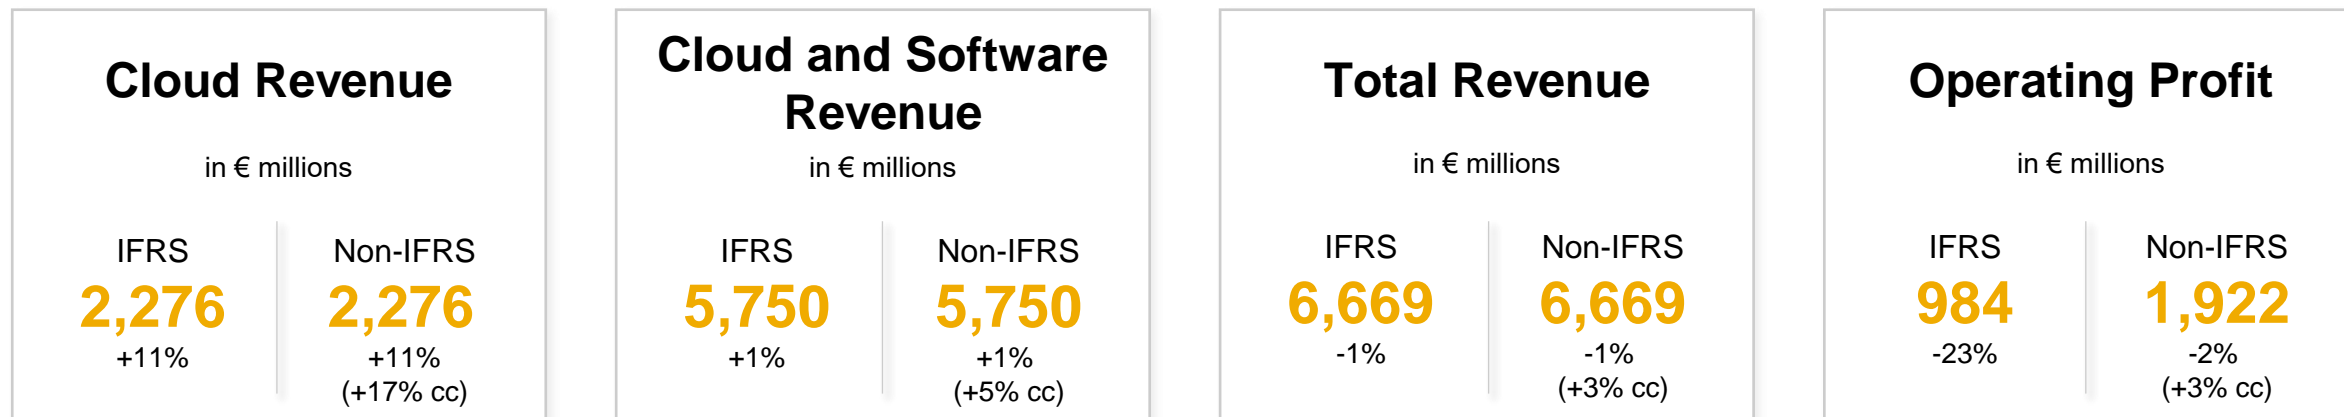 Cloud Revenue
in € millions
IFRS
2,276
+11%
Non-IFRS
2,276
+11%
(+17% cc)
Cloud and Software
Revenue
in € millions
IFRS
5,750
+1%
Non-IFRS
5,750
+1%
(+5% cc)
Total Revenue
in € millions
IFRS
6,669
-1%
Non-IFRS
6,669
-1%
(+3% cc)
Operating Profit
in € millions
IFRS
984
-23%
Non-IFRS
1,922
-2%
(+3% cc)